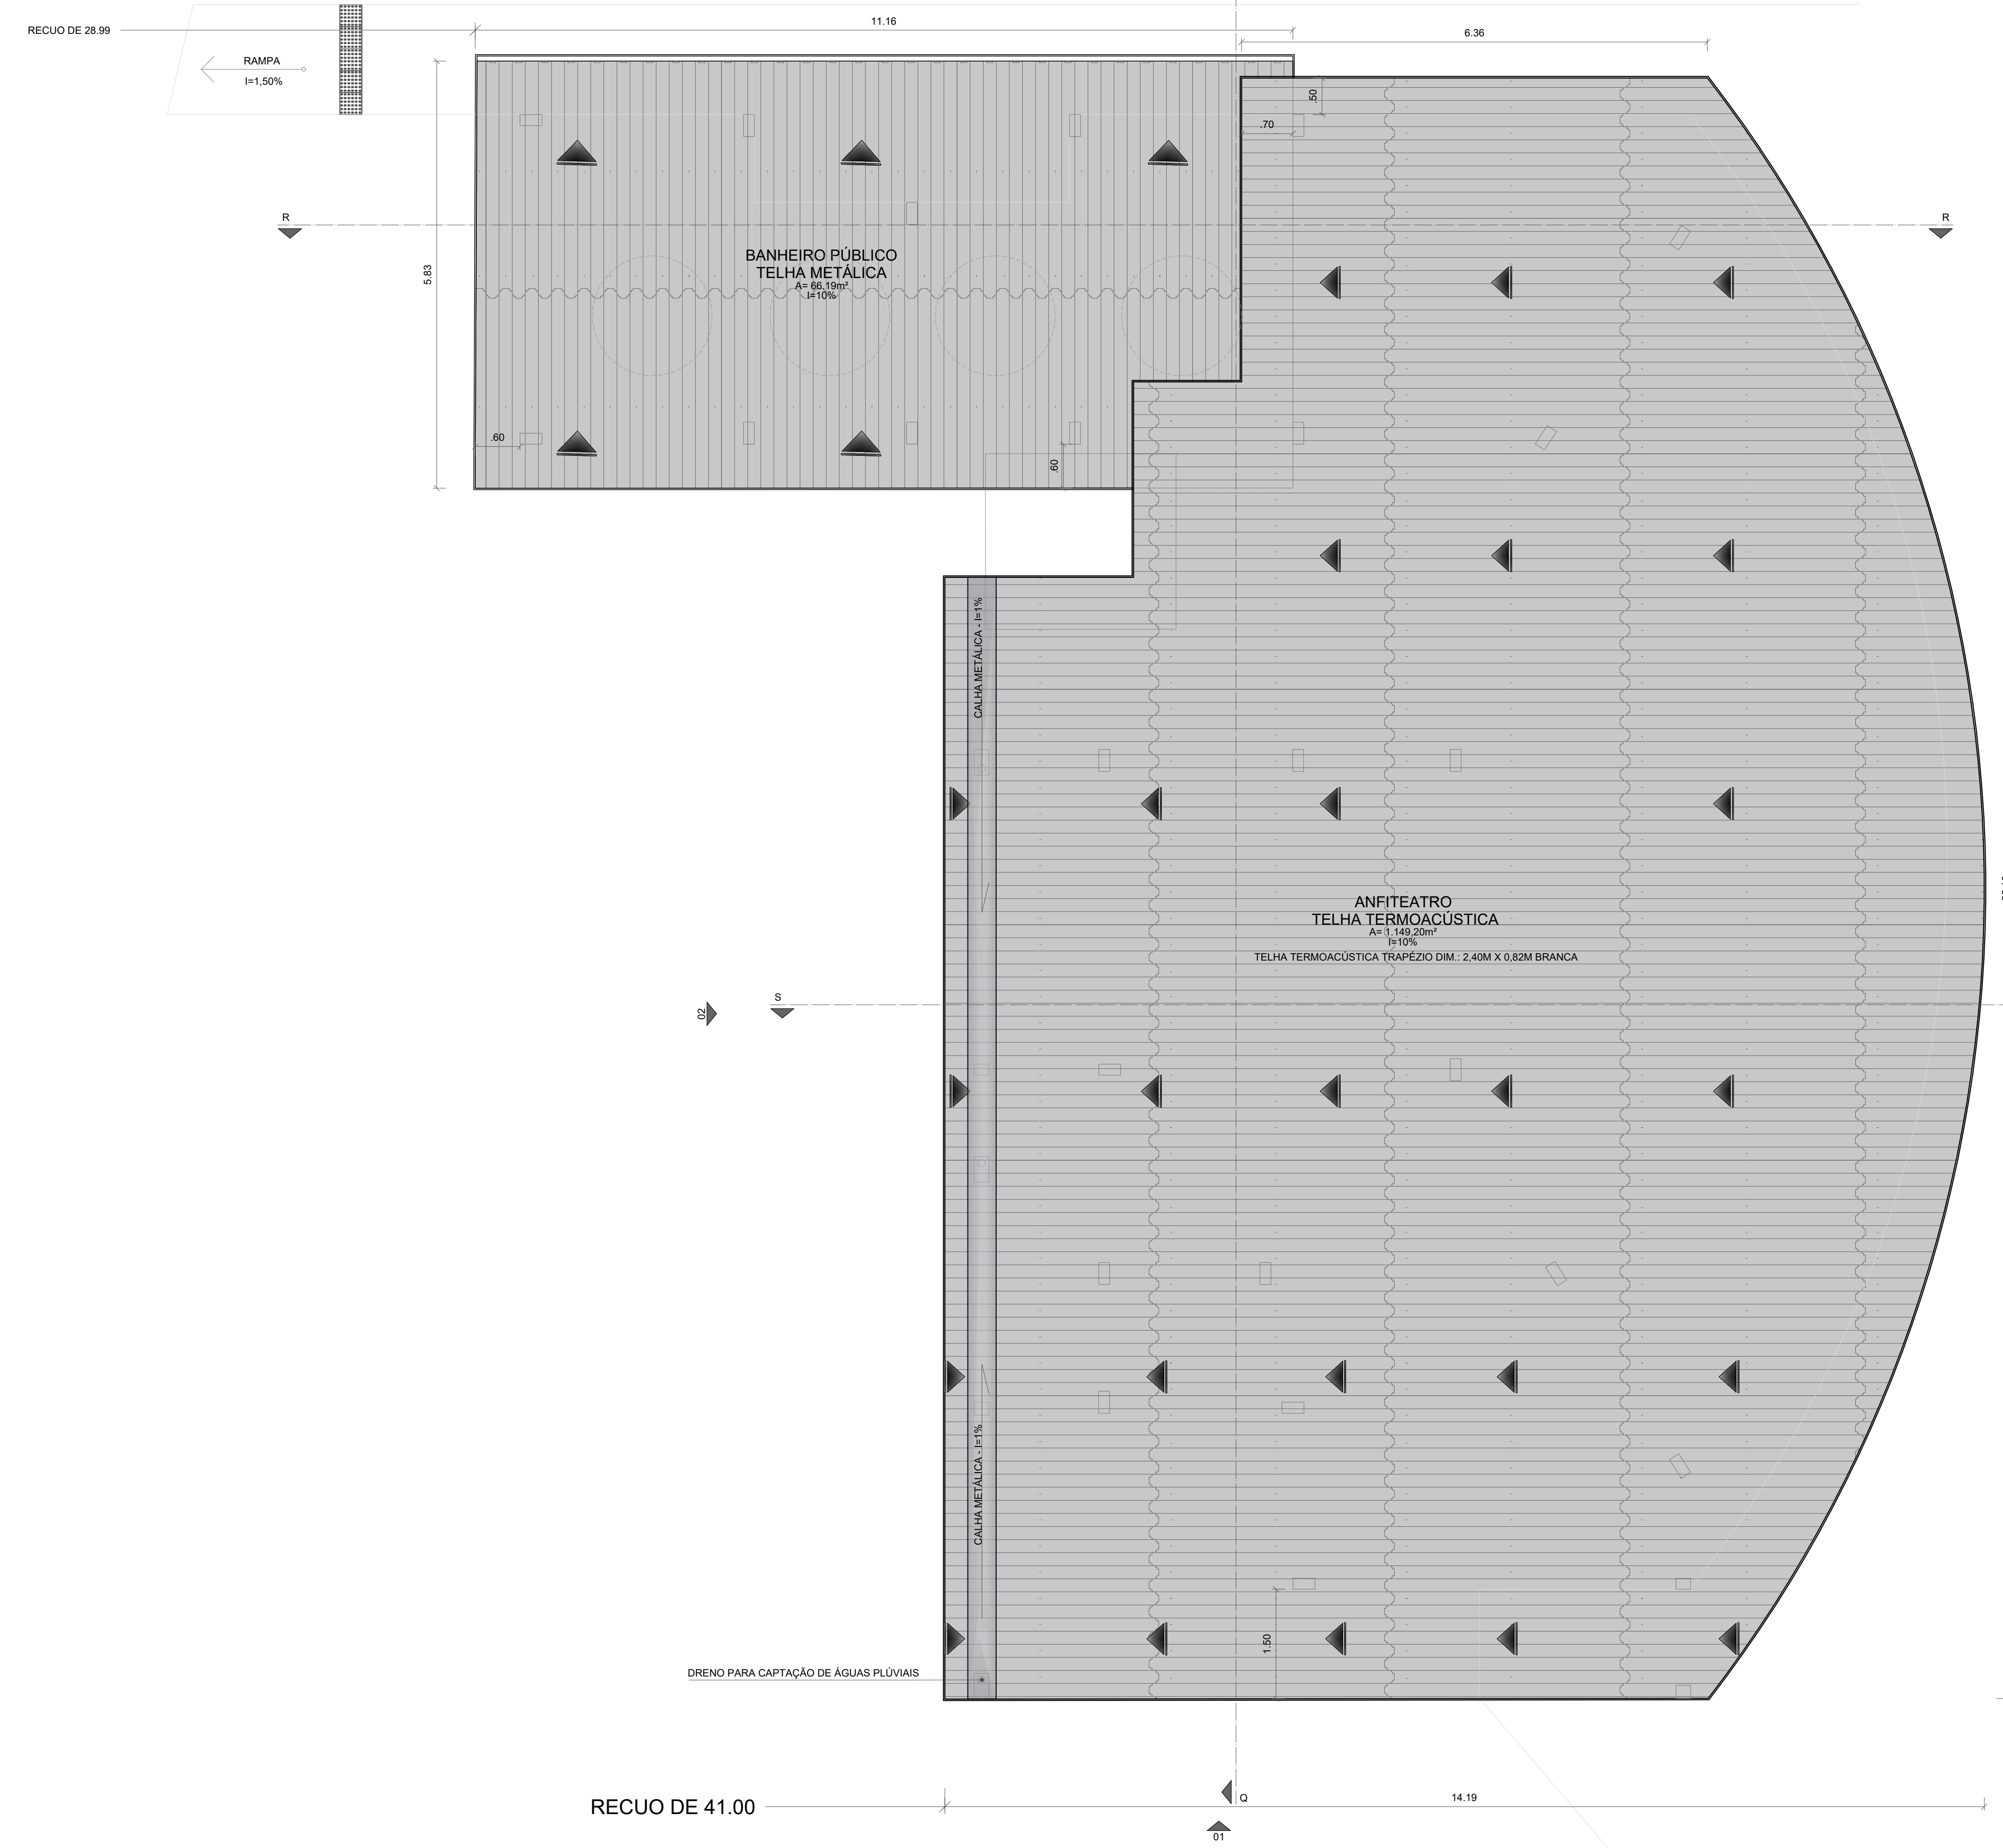 11.16
RECUO DE 28.99
6.36
RAMPA
I=1,50%
.50
.70
R
R
5.83
BANHEIRO PÚBLICO
TELHA METÁLICA
A= 66.19m²
I=10%
.60
.60
CALHA METÁLICA - I=1%
ANFITEATRO
TELHA TERMOACÚSTICA
A= 1.149,20m²
I=10%
TELHA TERMOACÚSTICA TRAPÉZIO DIM.: 2,40M X 0,82M BRANCA
S
02
CALHA METÁLICA - I=1%
1.50
DRENO PARA CAPTAÇÃO DE ÁGUAS PLÚVIAIS
RECUO DE 41.00
Q
14.19
01